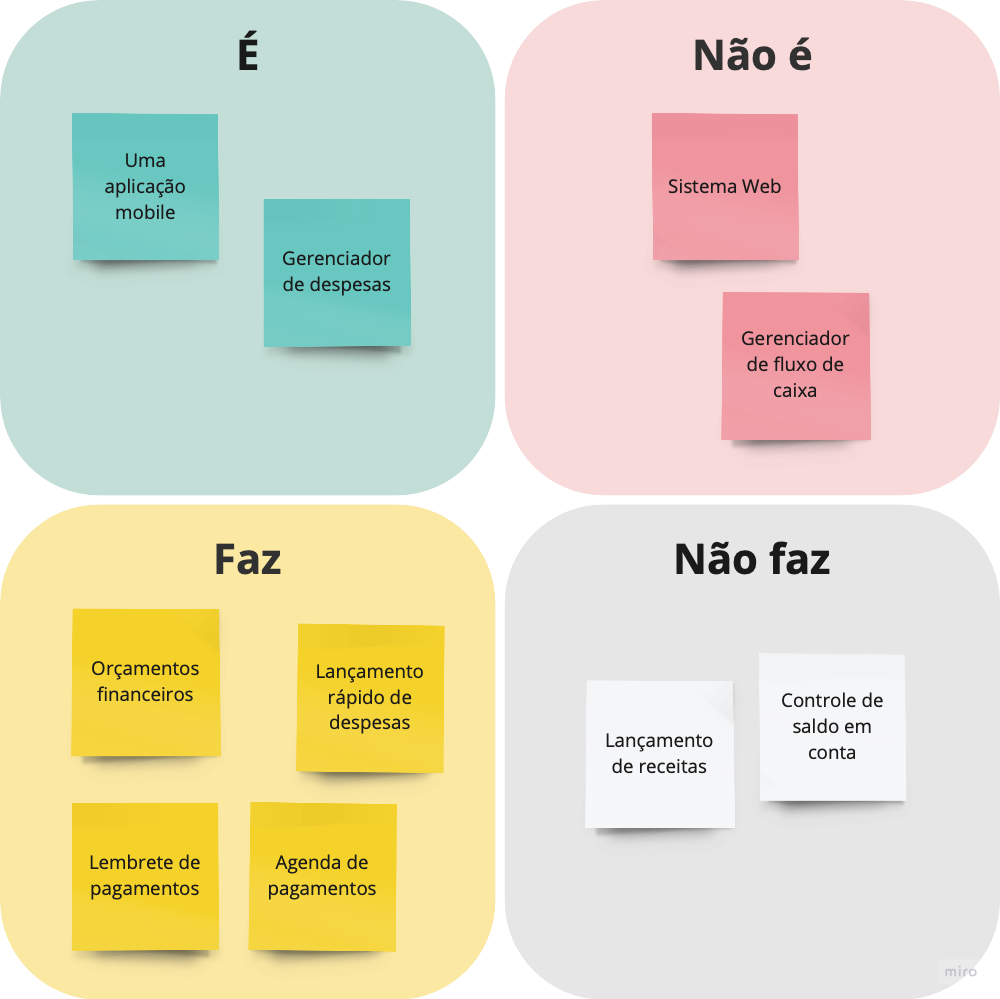 É
Uma
aplicação
mobile
Gerenciador
de despesas
Não é
Sistema Web
Gerenciador
de fluxo de
caixa
Faz
Orçamentos
financeiros
Lançamento
rápido de
despesas
Lembrete de
pagamentos
Agenda de
pagamentos
Não faz
Lançamento
de receitas
Controle de
saldo em
conta
miro